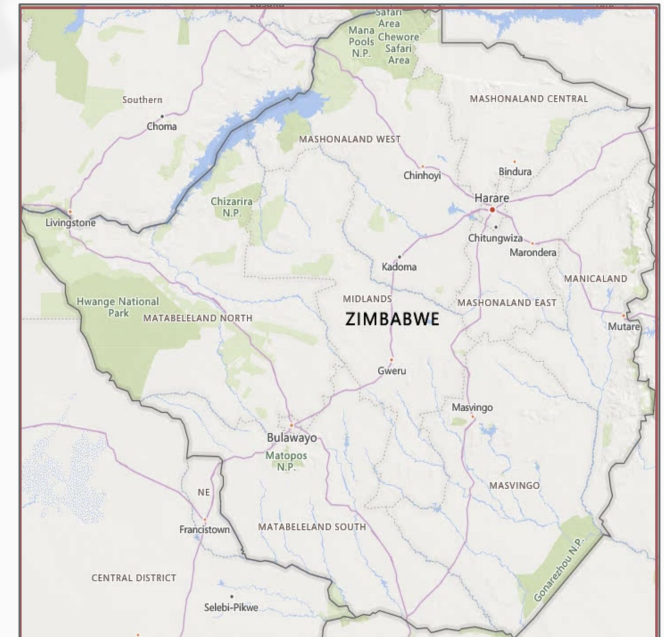 Safari
Area
Mana
Pools
N.P.
Chewore
Safari
Area
Southern
Choma
MASHONALAND CENTRAL
MASHONALAND WEST
Chinhoyi
Bindura
Harare
Chizarira
N.P.
Livingstone
Chitungwiza
Marondera
Kadoma
MANICALAND
Hwange National
Park
MATABELELAND NORTH
MIDLANDS
MASHONALAND EAST
ZIMBABWE
Mutare
Gweru
Masvingo
Bulawayo
Matopos
N.P.
NE
MASVINGO
Francistown
MATABELELAND SOUTH
Gonarezhou N.P.
CENTRAL DISTRICT
Selebi-Pikwe